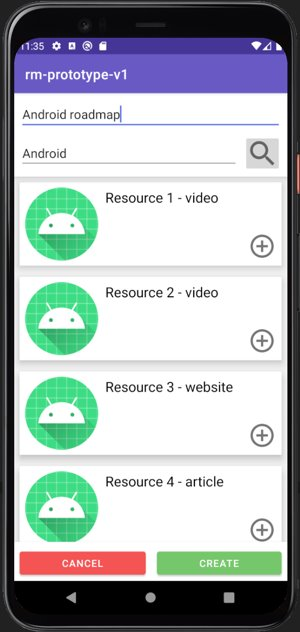 11:35
rm-prototype-v1
Android roadmap
Android
Resource 1 - video
Resource 2 - video
Resource 3 - website
Resource 4 - article
CANCEL CREATE